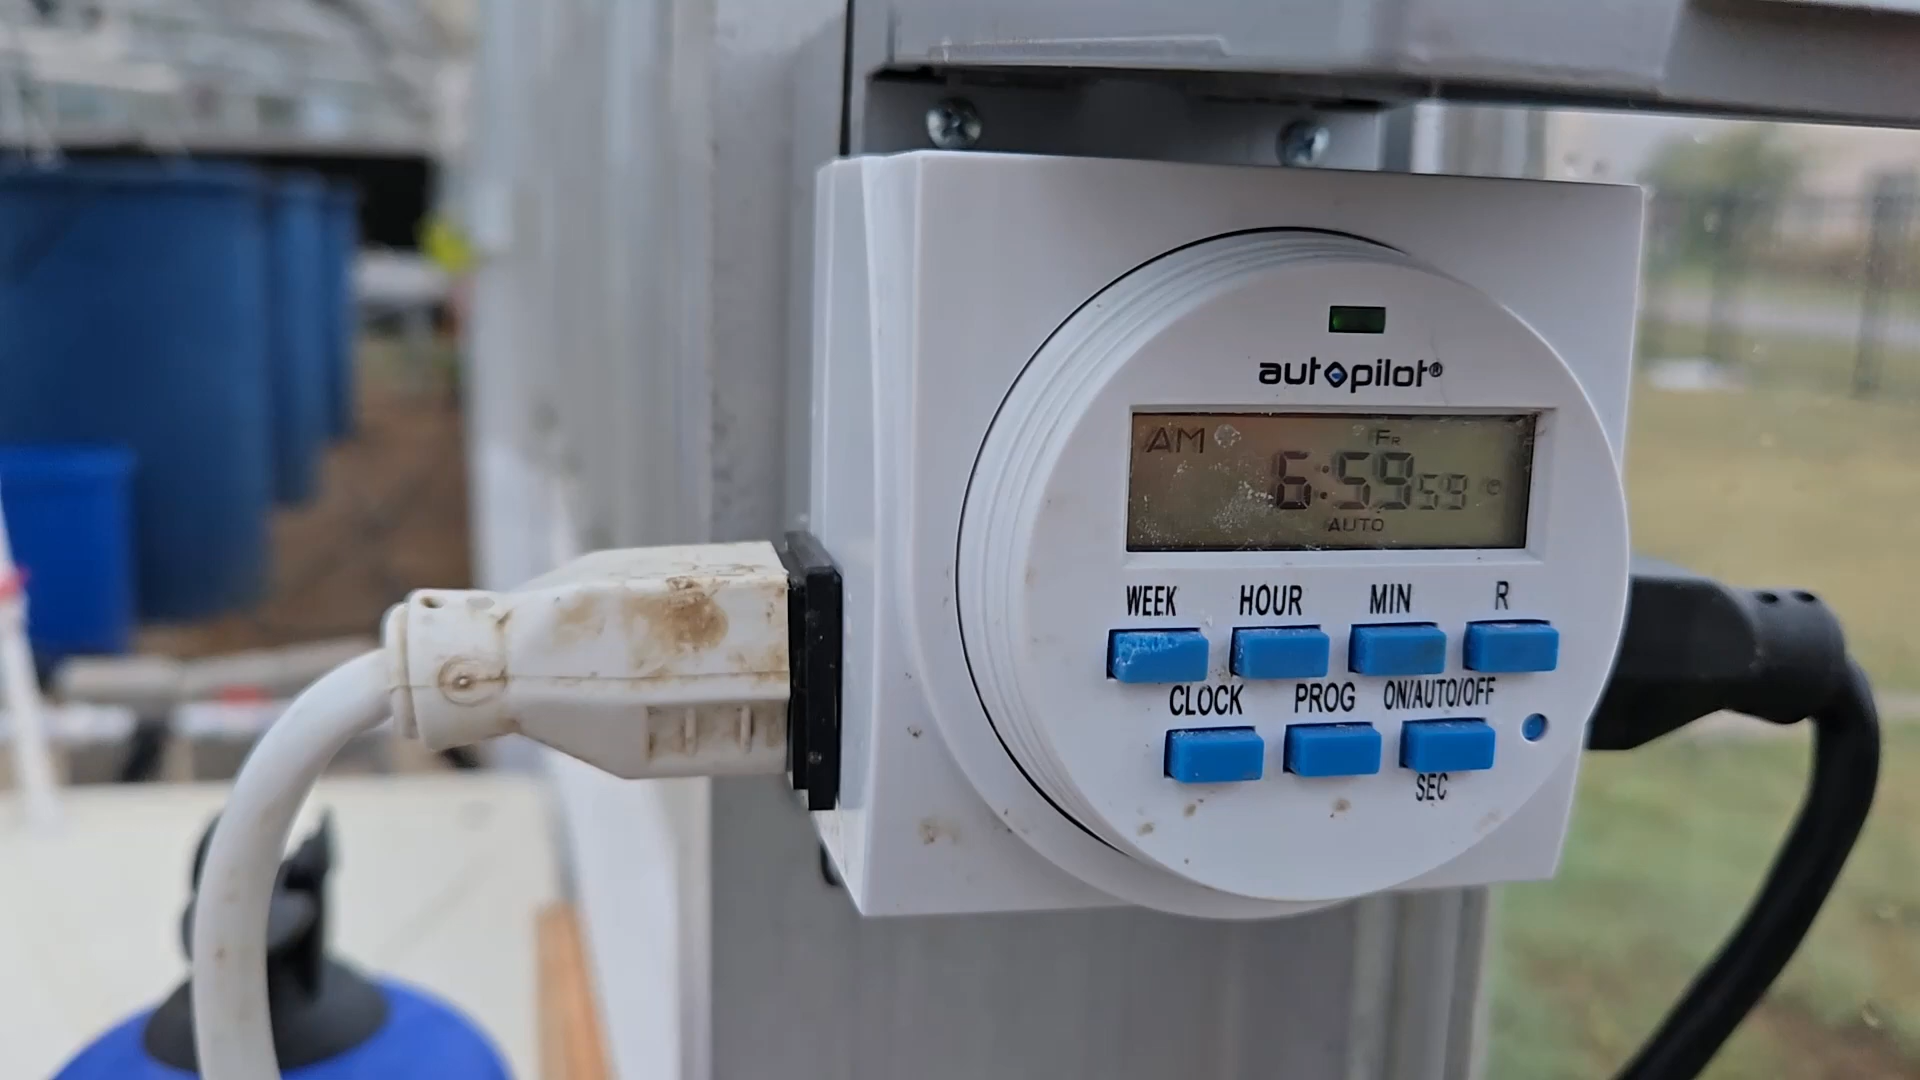 autopilot®
AM Fr
6:59 59
AUTO
WEEK HOUR MIN R
CLOCK PROG ON/AUTO/OFF
SEC